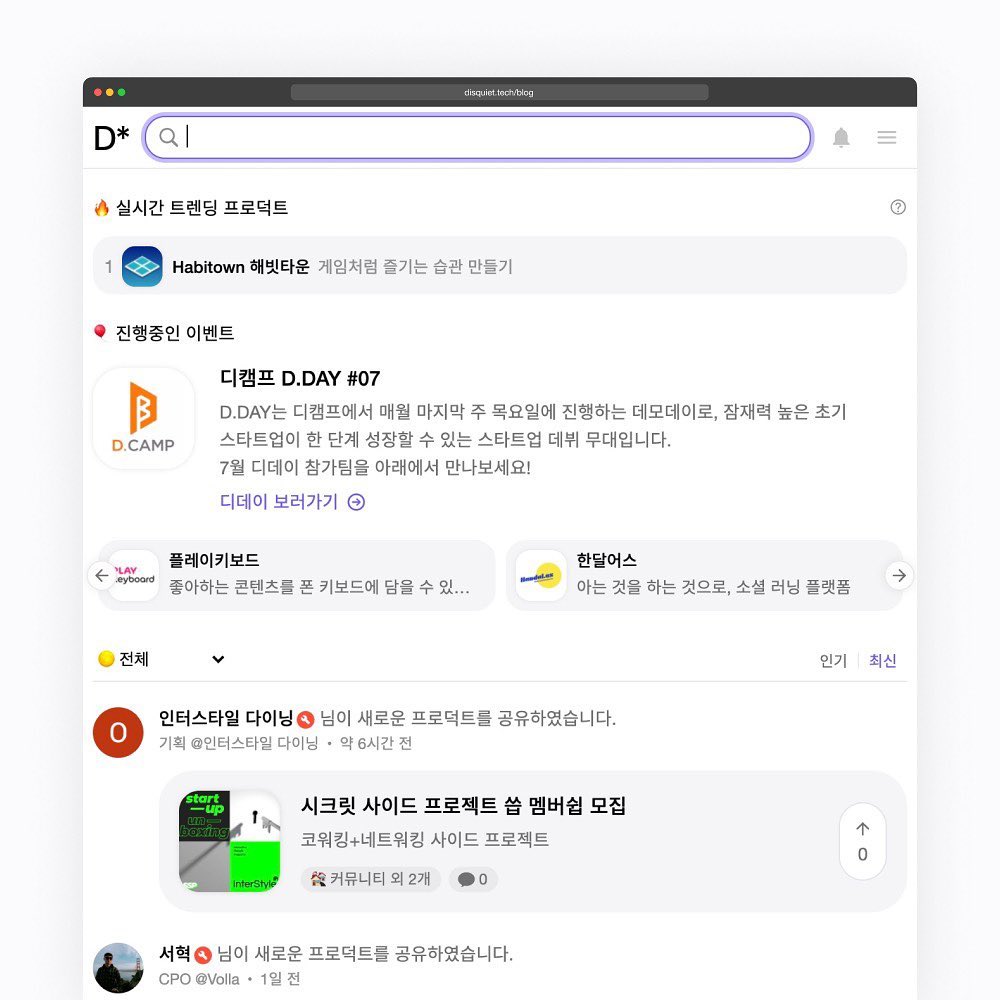 disquiet.tech/blog
D*
실시간 트렌딩 프로덕트
1 Habitown 해빗타운 게임처럼 즐기는 습관 만들기
진행중인 이벤트
D.CAMP
디캠프 D.DAY #07
D.DAY는 디캠프에서 매월 마지막 주 목요일에 진행하는 데모데이로, 잠재력 높은 초기
스타트업이 한 단계 성장할 수 있는 스타트업 데뷔 무대입니다.
7월 디데이 참가팀을 아래에서 만나보세요!
디데이 보러가기
PLAY
keyboard
플레이키보드
좋아하는 콘텐츠를 폰 키보드에 담을 수 있...
한달어스
아는 것을 하는 것으로, 소셜 러닝 플랫폼
전체
인기 | 최신
O
인터스타일 다이닝 님이 새로운 프로덕트를 공유하였습니다.
기획 @인터스타일 다이닝 • 약 6시간 전
start
—up
un—
boxing
interStyle
시크릿 사이드 프로젝트 씁 멤버쉽 모집
코워킹+네트워킹 사이드 프로젝트
커뮤니티 외 2개 0
0
서혁 님이 새로운 프로덕트를 공유하였습니다.
CPO @Volla • 1일 전